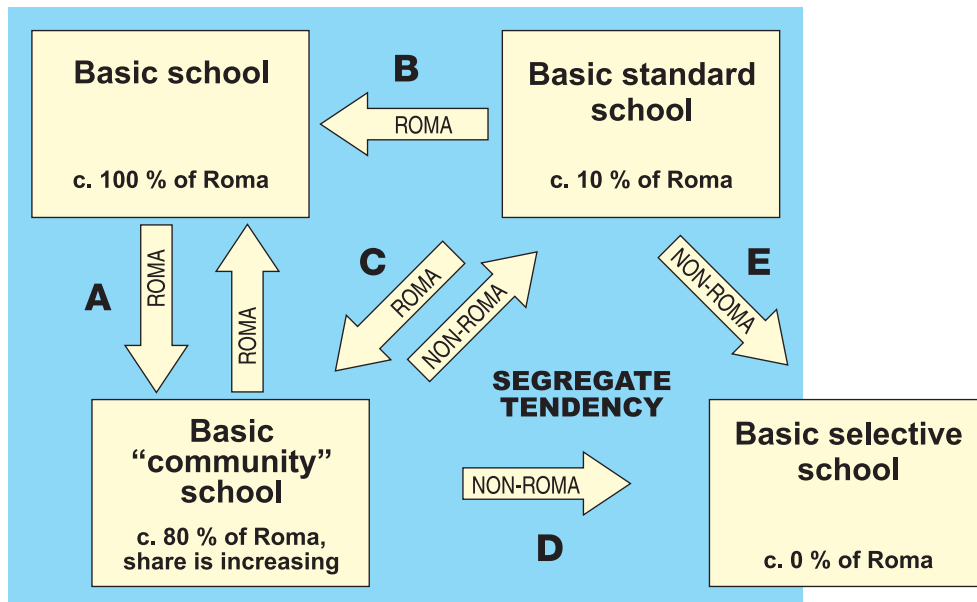 Basic school
c. 100 % of Roma
B
ROMA
Basic standard
school
c. 10 % of Roma
A
ROMA
ROMA
C
ROMA
NON-ROMA
E
NON-ROMA
SEGREGATE
TENDENCY
Basic
“community”
school
c. 80 % of Roma,
share is increasing
NON-ROMA
D
Basic selective
school
c. 0 % of Roma